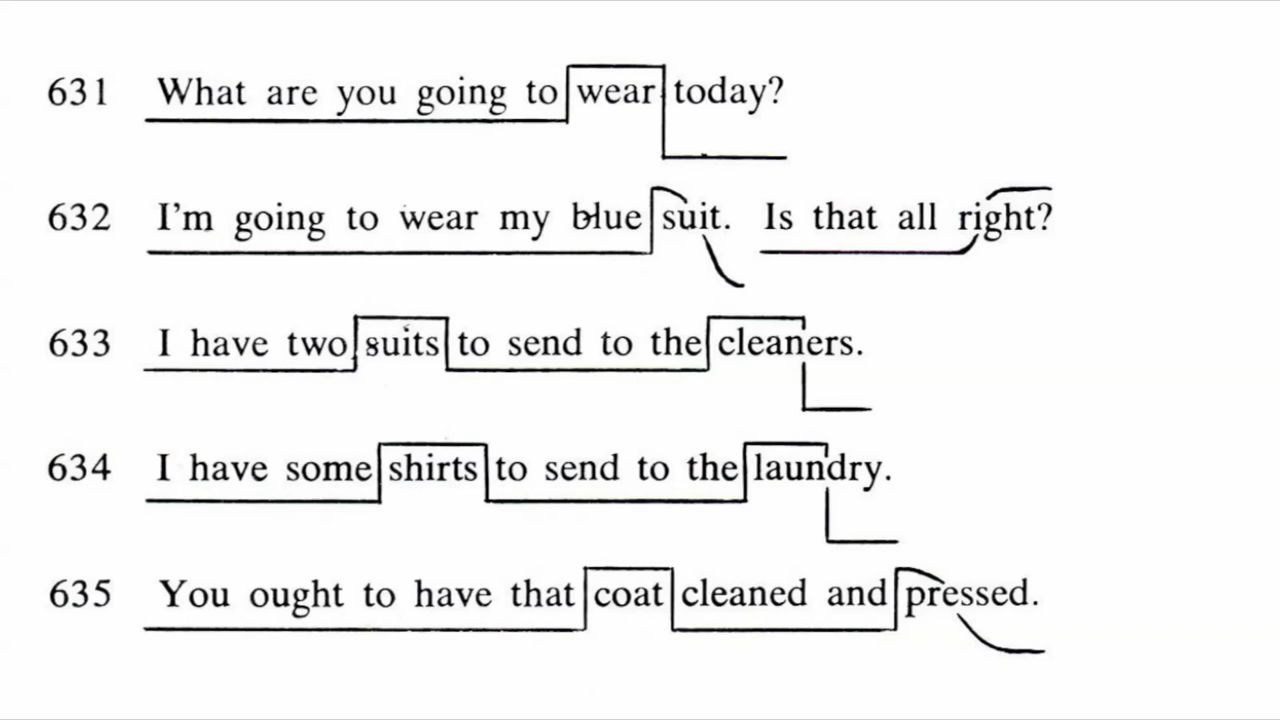 631 What are you going to wear today?
632 I'm going to wear my blue suit. Is that all right?
633 I have two suits to send to the cleaners.
634 I have some shirts to send to the laundry.
635 You ought to have that coat cleaned and pressed.